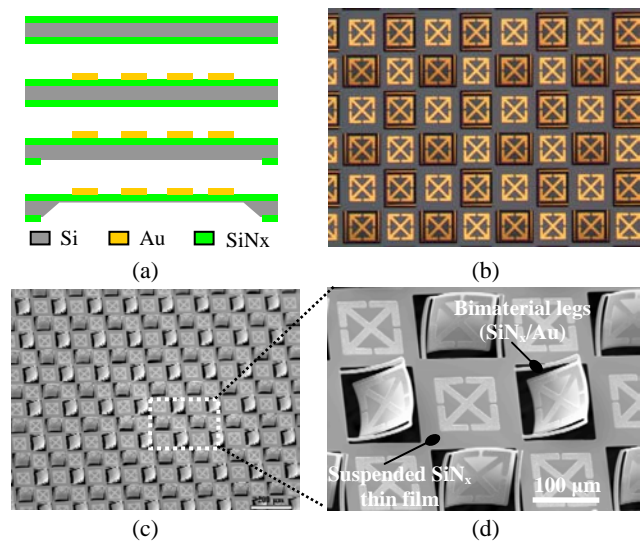 Si Au SiNx
(a)
(b)
Bimaterial legs
(SiNx/Au)
Suspended SiNx
thin film
100 μm
(c)
(d)